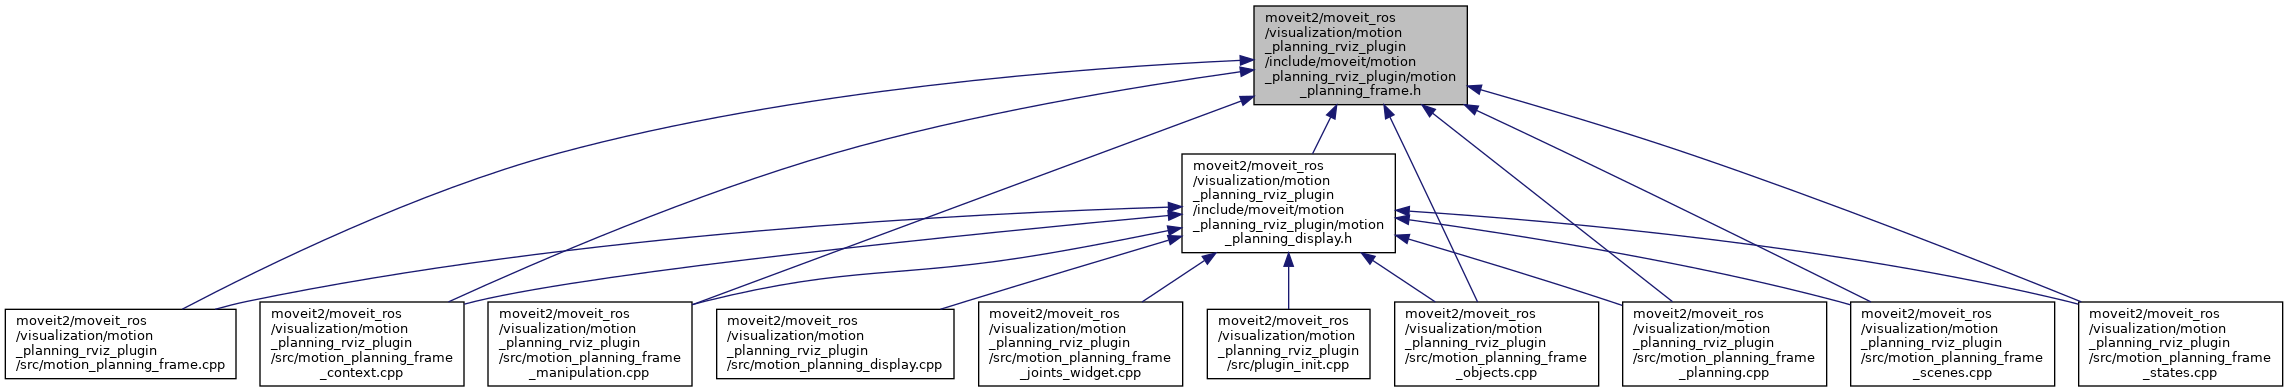 moveit2/moveit_ros
/visualization/motion
_planning_rviz_plugin
/include/moveit/motion
_planning_rviz_plugin/motion
_planning_frame.h
moveit2/moveit_ros
/visualization/motion
_planning_rviz_plugin
/include/moveit/motion
_planning_rviz_plugin/motion
_planning_display.h
moveit2/moveit_ros
/visualization/motion
_planning_rviz_plugin
/src/motion_planning_frame.cpp
moveit2/moveit_ros
/visualization/motion
_planning_rviz_plugin
/src/motion_planning_frame
_context.cpp
moveit2/moveit_ros
/visualization/motion
_planning_rviz_plugin
/src/motion_planning_frame
_manipulation.cpp
moveit2/moveit_ros
/visualization/motion
_planning_rviz_plugin
/src/motion_planning_display.cpp
moveit2/moveit_ros
/visualization/motion
_planning_rviz_plugin
/src/motion_planning_frame
_joints_widget.cpp
moveit2/moveit_ros
/visualization/motion
_planning_rviz_plugin
/src/plugin_init.cpp
moveit2/moveit_ros
/visualization/motion
_planning_rviz_plugin
/src/motion_planning_frame
_objects.cpp
moveit2/moveit_ros
/visualization/motion
_planning_rviz_plugin
/src/motion_planning_frame
_planning.cpp
moveit2/moveit_ros
/visualization/motion
_planning_rviz_plugin
/src/motion_planning_frame
_scenes.cpp
moveit2/moveit_ros
/visualization/motion
_planning_rviz_plugin
/src/motion_planning_frame
_states.cpp